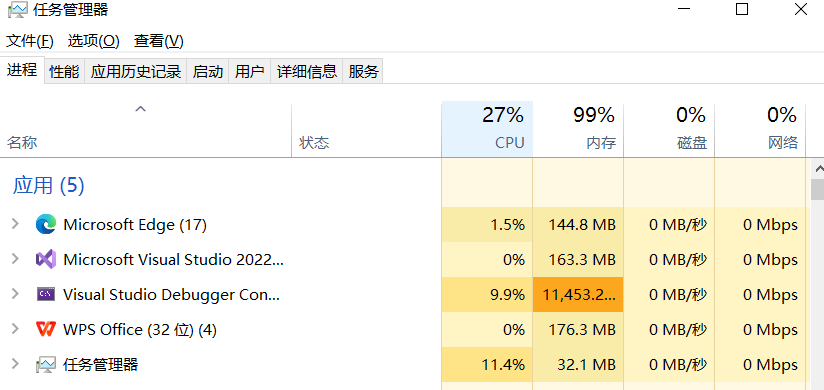 任务管理器
文件(F) 选项(O) 查看(V)
进程 性能 应用历史记录 启动 用户 详细信息 服务
27% 99% 0% 0%
名称 状态 CPU 内存 磁盘 网络
应用 (5)
Microsoft Edge (17) 1.5% 144.8 MB 0 MB/秒 0 Mbps
Microsoft Visual Studio 2022... 0% 163.3 MB 0 MB/秒 0 Mbps
Visual Studio Debugger Con... 9.9% 11,453.2... 0 MB/秒 0 Mbps
WPS Office (32 位) (4) 0% 176.3 MB 0 MB/秒 0 Mbps
任务管理器 11.4% 32.1 MB 0 MB/秒 0 Mbps